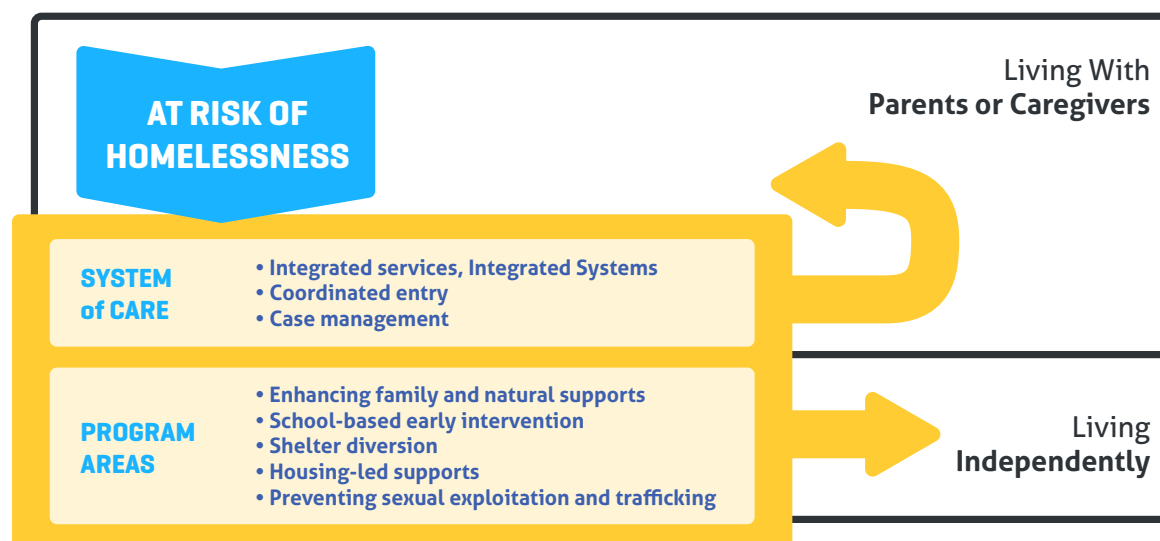 AT RISK OF
HOMELESSNESS
Living With
Parents or Caregivers
SYSTEM
of CARE
• Integrated services, Integrated Systems
• Coordinated entry
• Case management
PROGRAM
AREAS
• Enhancing family and natural supports
• School-based early intervention
• Shelter diversion
• Housing-led supports
• Preventing sexual exploitation and trafficking
Living
Independently